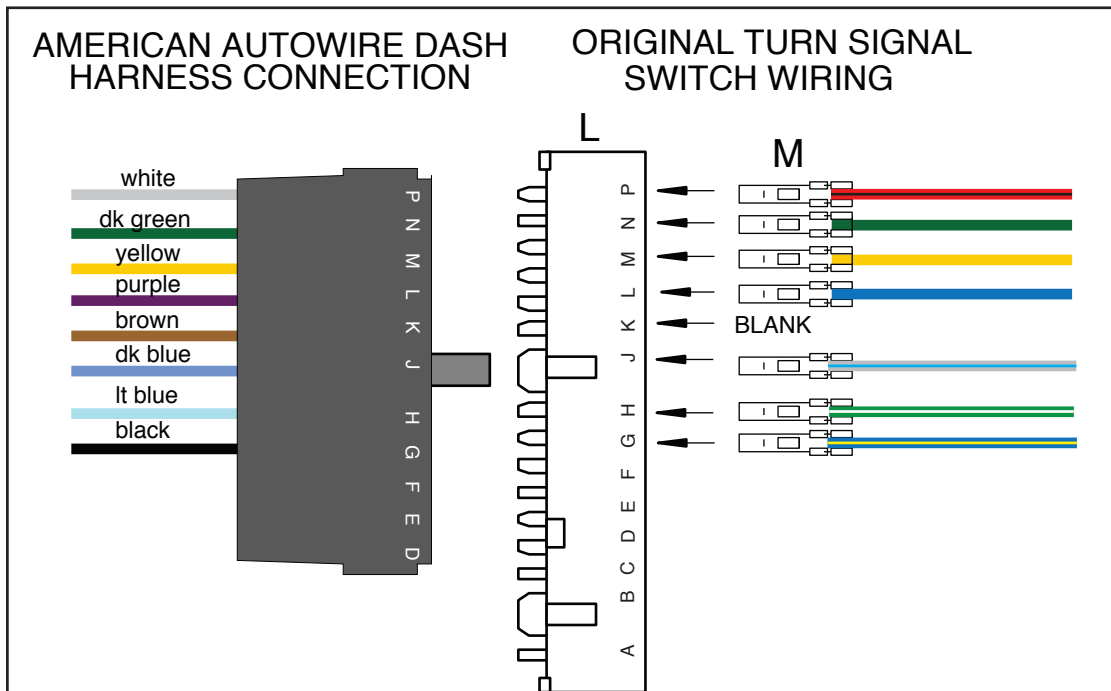 AMERICAN AUTOWIRE DASH
HARNESS CONNECTION
ORIGINAL TURN SIGNAL
SWITCH WIRING
L
M
white
dk green
yellow
purple
brown
dk blue
lt blue
black
P
N
M
L
K
J
H
G
F
E
D
P
N
M
L
K
J
H
G
F
E
D
C
B
A
BLANK